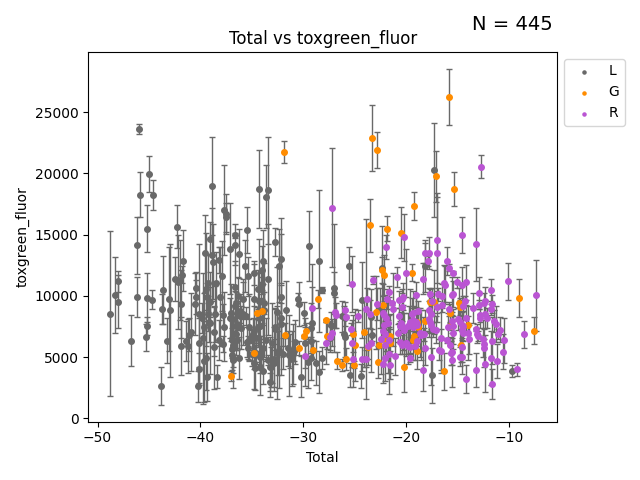 N = 445
Total vs toxgreen_fluor
L
G
R
25000
20000
15000
10000
5000
0
toxgreen_fluor
−50 −40 −30 −20 −10
Total